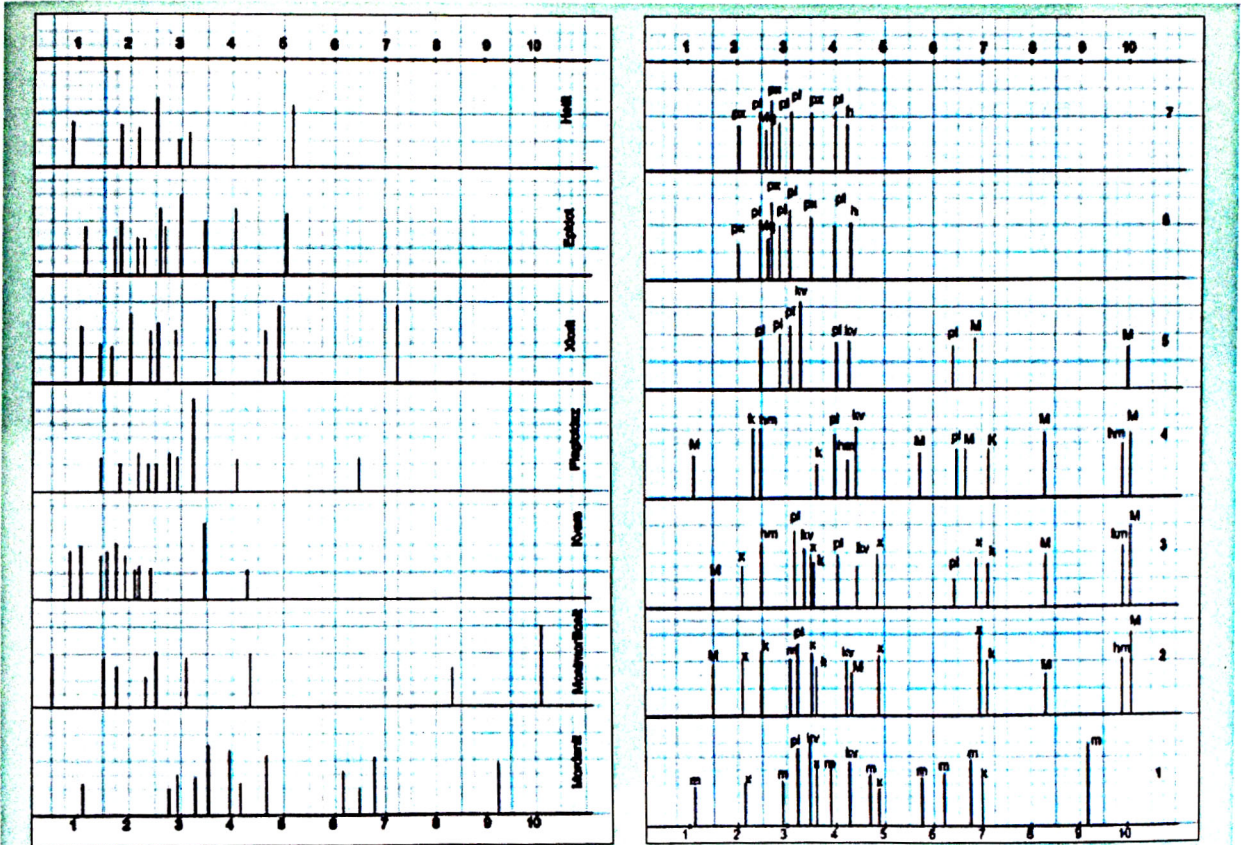 1 2 3 4 5 6 7 8 9 10
Epidot
Xlorit
Plagioklaz
Kvars
Montmorillonit
Mordenit
1 2 3 4 5 6 7 8 9 10
1 2 3 4 5 6 7 8 9 10
px pl px pl pl px pl h 7
px pl px pl pl px pl h 6
pl pl pl kv pl kv pl M M 5
M k hm k pl hm kv M pl M K M hm M 4
M x hm pl kv x k pl kv x pl x k M km M 3
M x x m pl x k kv M x x k M hm M 2
m x m pl kv x m kv m x m m m x m 1
1 2 3 4 5 6 7 8 9 10